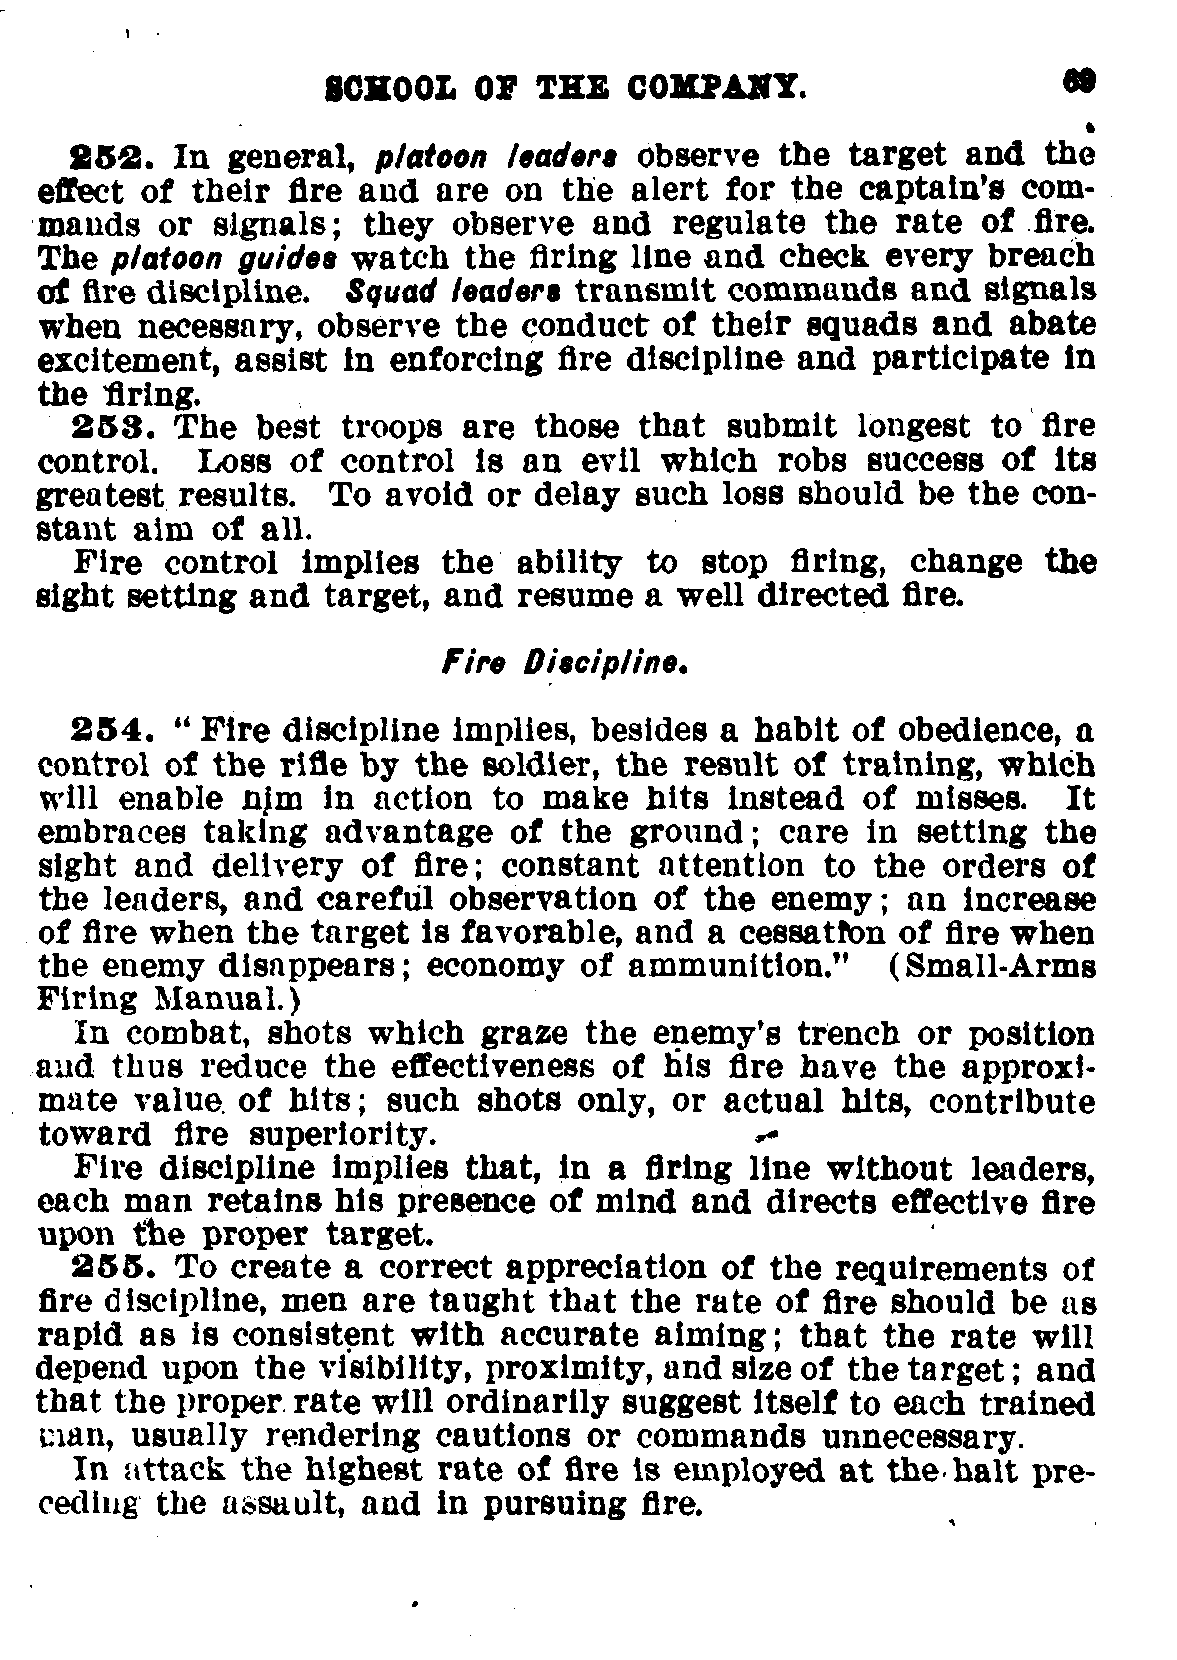 SCHOOL OF THE COMPANY. 69
252. In general, platoon leaders observe the target and the
effect of their fire and are on the alert for the captain's com-
mands or signals; they observe and regulate the rate of fire.
The platoon guides watch the firing line and check every breach
of fire discipline. Squad leaders transmit commands and signals
when necessary, observe the conduct of their squads and abate
excitement, assist in enforcing fire discipline and participate in
the firing.
253. The best troops are those that submit longest to fire
control. Loss of control is an evil which robs success of its
greatest results. To avoid or delay such loss should be the con-
stant aim of all.
Fire control implies the ability to stop firing, change the
sight setting and target, and resume a well directed fire.
Fire Discipline.
254. "Fire discipline implies, besides a habit of obedience, a
control of the rifle by the soldier, the result of training, which
will enable him in action to make hits instead of misses. It
embraces taking advantage of the ground; care in setting the
sight and delivery of fire; constant attention to the orders of
the leaders, and careful observation of the enemy; an increase
of fire when the target is favorable, and a cessation of fire when
the enemy disappears; economy of ammunition." (Small-Arms
Firing Manual.)
In combat, shots which graze the enemy's trench or position
and thus reduce the effectiveness of his fire have the approxi-
mate value of hits; such shots only, or actual hits, contribute
toward fire superiority.
Fire discipline implies that, in a firing line without leaders,
each man retains his presence of mind and directs effective fire
upon the proper target.
255. To create a correct appreciation of the requirements of
fire discipline, men are taught that the rate of fire should be as
rapid as is consistent with accurate aiming; that the rate will
depend upon the visibility, proximity, and size of the target; and
that the proper rate will ordinarily suggest itself to each trained
man, usually rendering cautions or commands unnecessary.
In attack the highest rate of fire is employed at the halt pre-
ceding the assault, and in pursuing fire.